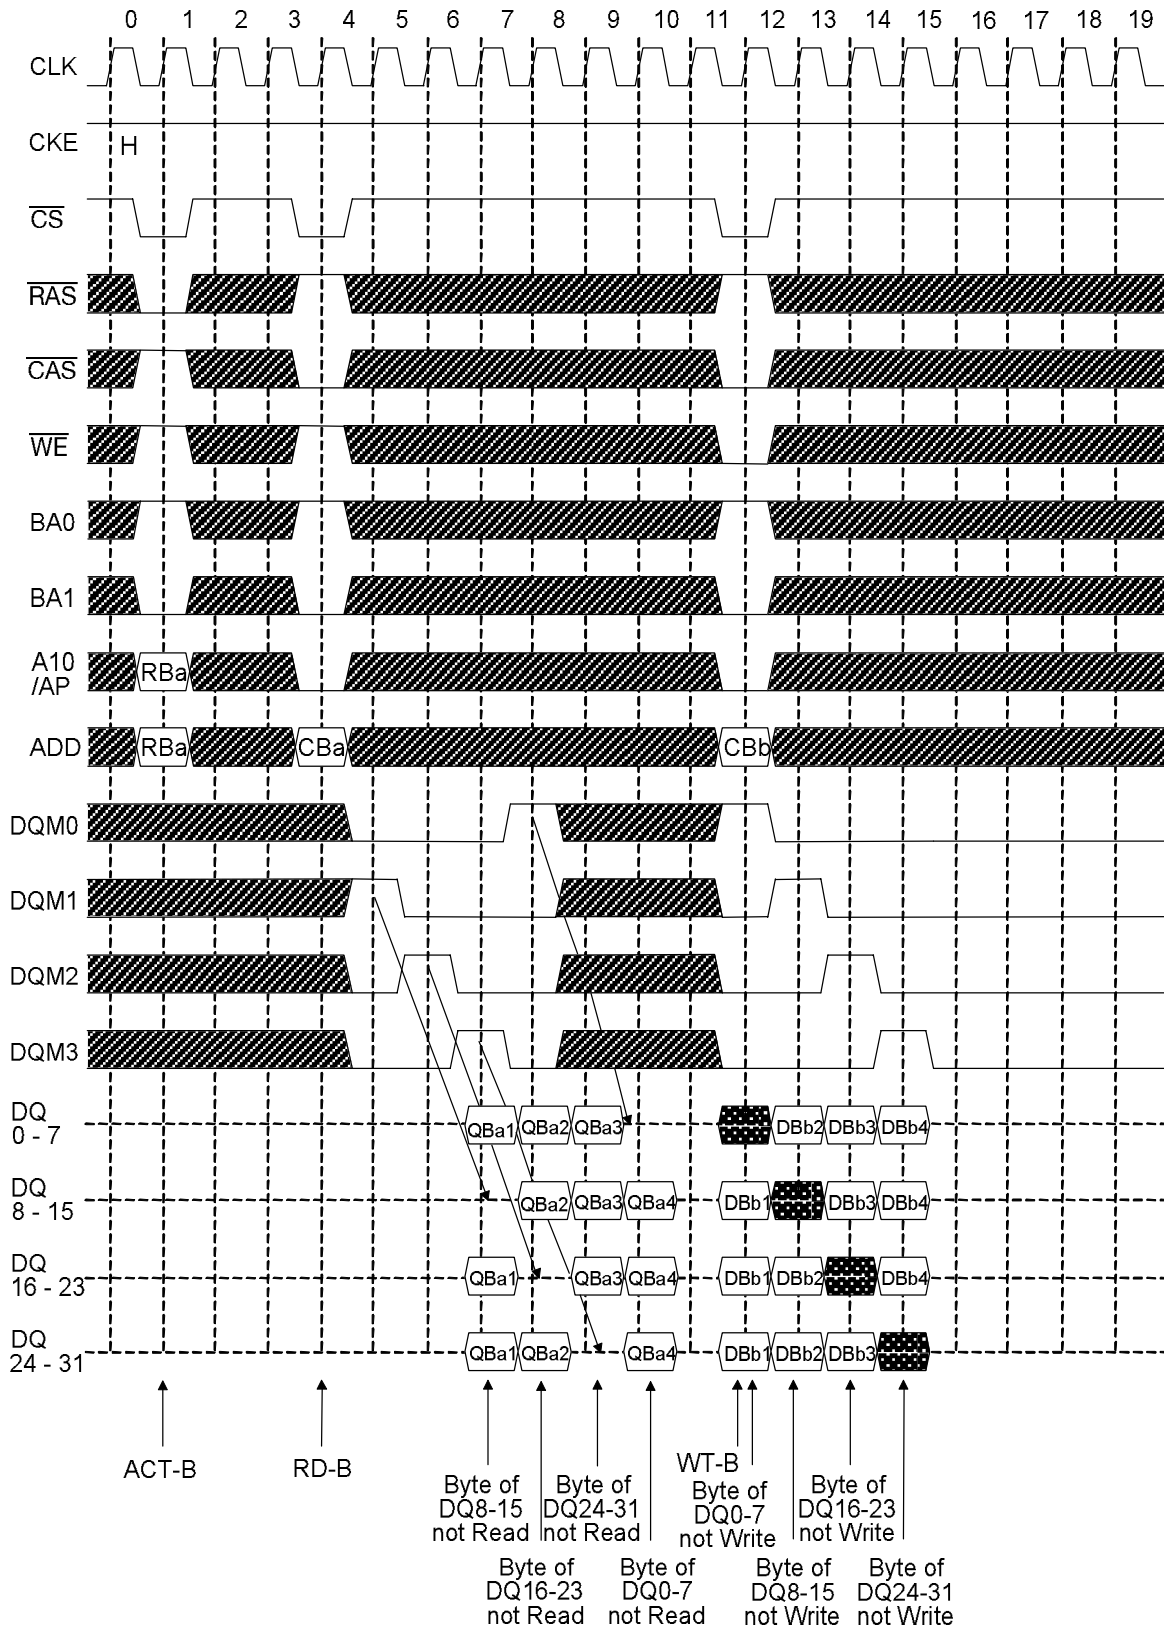 0 1 2 3 4 5 6 7 8 9 10 11 12 13 14 15 16 17 18 19
CLK
CKE
H
CS
RAS
CAS
WE
BA0
BA1
A10
/AP
RBa
ADD
RBa CBa CBb
DQM0
DQM1
DQM2
DQM3
DQ
0 - 7
QBa1 QBa2 QBa3 DBb2 DBb3 DBb4
DQ
8 - 15
QBa2 QBa3 QBa4 DBb1 DBb3 DBb4
DQ
16 - 23
QBa1 QBa3 QBa4 DBb1 DBb2 DBb4
DQ
24 - 31
QBa1 QBa2 QBa4 DBb1 DBb2 DBb3
ACT-B
RD-B
Byte of
DQ8-15
not Read
Byte of
DQ24-31
not Read
WT-B
Byte of
DQ0-7
not Write
Byte of
DQ16-23
not Write
Byte of
DQ16-23
not Read
Byte of
DQ0-7
not Read
Byte of
DQ8-15
not Write
Byte of
DQ24-31
not Write